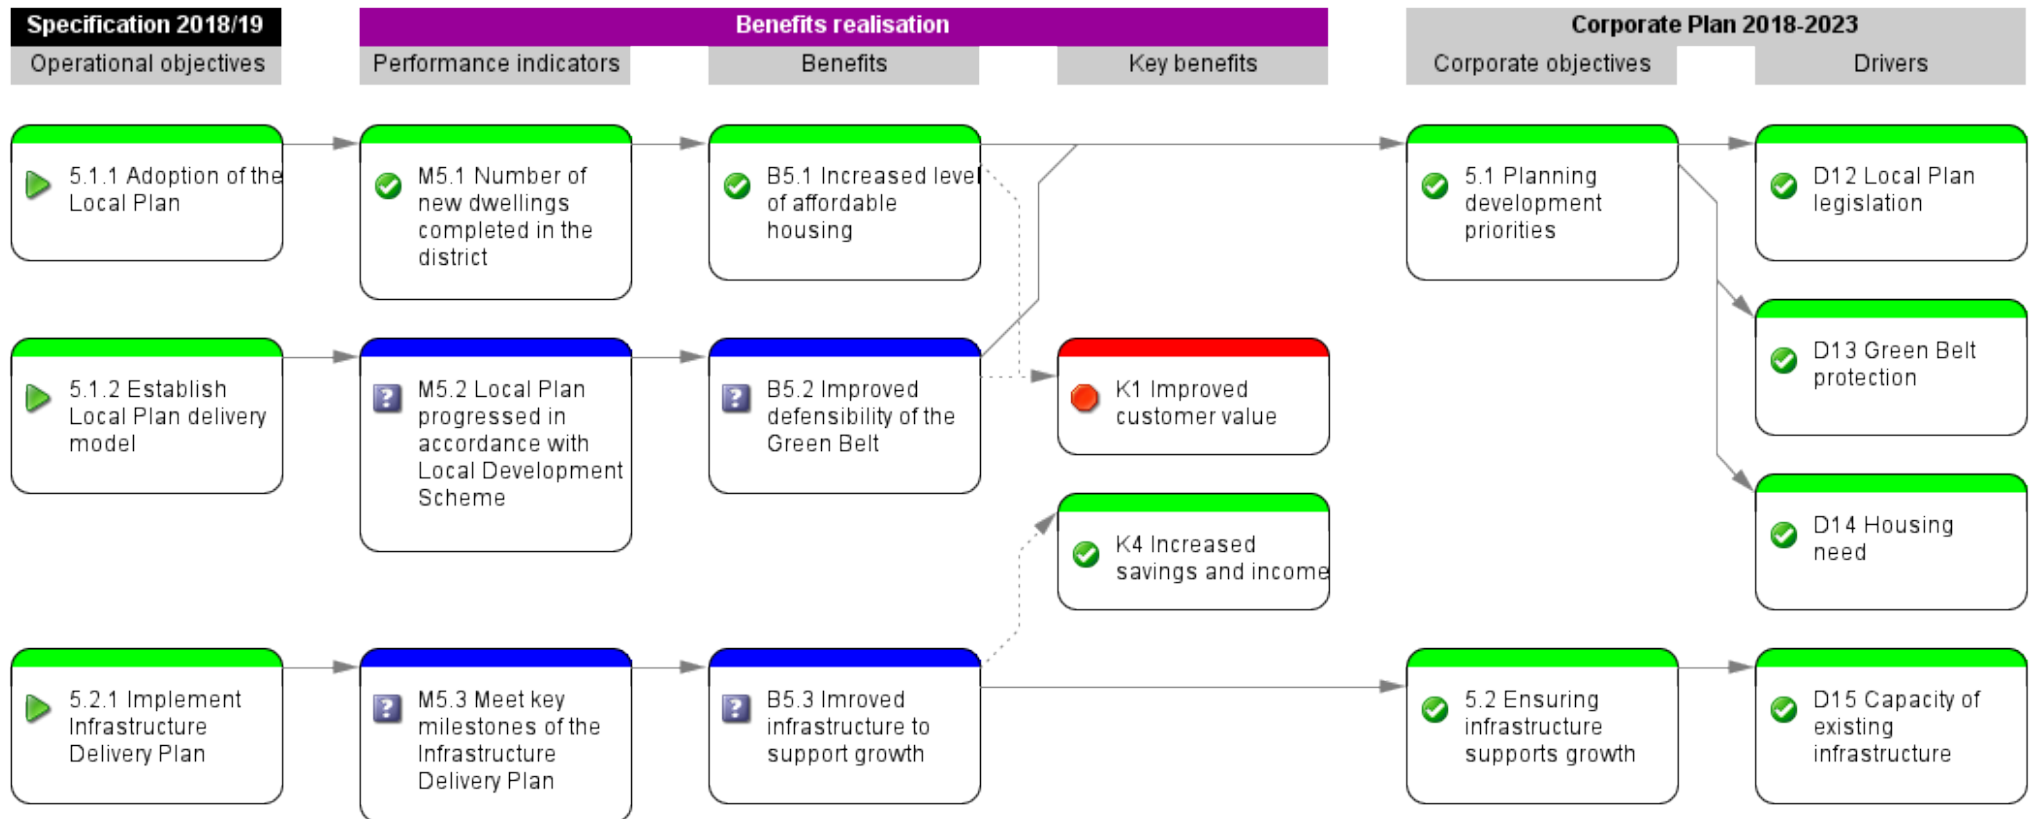 Specification 2018/19
Benefits realisation
Corporate Plan 2018-2023
Operational objectives
Performance indicators
Benefits
Key benefits
Corporate objectives
Drivers
5.1.1 Adoption of the
Local Plan
M5.1 Number of
new dwellings
completed in the
district
B5.1 Increased level
of affordable
housing
5.1 Planning
development
priorities
D12 Local Plan
legislation
D13 Green Belt
protection
5.1.2 Establish
Local Plan delivery
model
M5.2 Local Plan
progressed in
accordance with
Local Development
Scheme
B5.2 Improved
defensibility of the
Green Belt
K1 Improved
customer value
K4 Increased
savings and income
D14 Housing
need
5.2.1 Implement
Infrastructure
Delivery Plan
M5.3 Meet key
milestones of the
Infrastructure
Delivery Plan
B5.3 Imroved
infrastructure to
support growth
5.2 Ensuring
infrastructure
supports growth
D15 Capacity of
existing
infrastructure